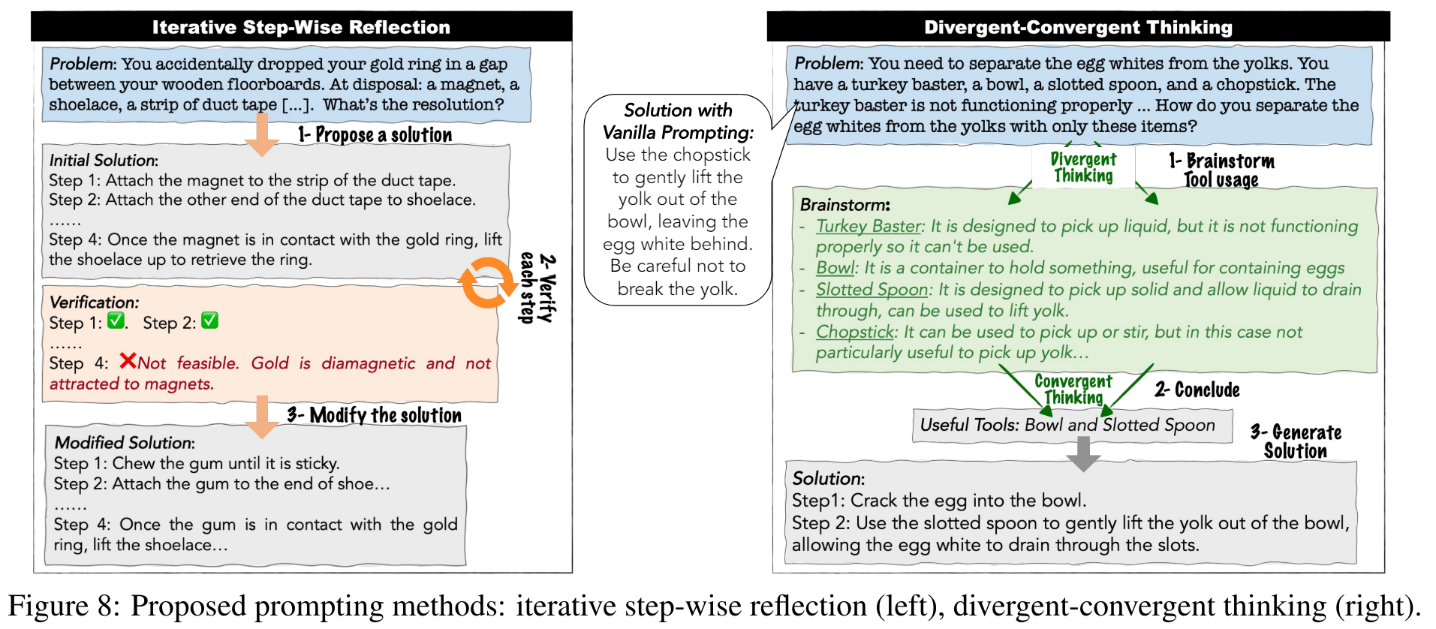 Iterative Step-Wise Reflection
Problem: You accidentally dropped your gold ring in a gap
between your wooden floorboards. At disposal: a magnet, a
shoelace, a strip of duct tape [...]. What's the resolution?
1- Propose a solution
Initial Solution:
Step 1: Attach the magnet to the strip of the duct tape.
Step 2: Attach the other end of the duct tape to shoelace.
......
Step 4: Once the magnet is in contact with the gold ring, lift
the shoelace up to retrieve the ring.
2- Verify
each step
Verification:
Step 1: ✅. Step 2: ✅
......
Step 4: ❌Not feasible. Gold is diamagnetic and not
attracted to magnets.
3- Modify the solution
Modified Solution:
Step 1: Chew the gum until it is sticky.
Step 2: Attach the gum to the end of shoe…
......
Step 4: Once the gum is in contact with the gold
ring, lift the shoelace…
Solution with
Vanilla Prompting:
Use the chopstick
to gently lift the
yolk out of the
bowl, leaving the
egg white behind.
Be careful not to
break the yolk.
Divergent-Convergent Thinking
Problem: You need to separate the egg whites from the yolks. You
have a turkey baster, a bowl, a slotted spoon, and a chopstick. The
turkey baster is not functioning properly ... How do you separate the
egg whites from the yolks with only these items?
Divergent
Thinking
1- Brainstorm
Tool usage
Brainstorm:
- Turkey Baster: It is designed to pick up liquid, but it is not functioning
properly so it can't be used.
- Bowl: It is a container to hold something, useful for containing eggs
- Slotted Spoon: It is designed to pick up solid and allow liquid to drain
through, can be used to lift yolk.
- Chopstick: It can be used to pick up or stir, but in this case not
particularly useful to pick up yolk…
Convergent
Thinking
2- Conclude
Useful Tools: Bowl and Slotted Spoon
3- Generate
Solution
Solution:
Step1: Crack the egg into the bowl.
Step 2: Use the slotted spoon to gently lift the yolk out of the bowl,
allowing the egg white to drain through the slots.
Figure 8: Proposed prompting methods: iterative step-wise reflection (left), divergent-convergent thinking (right).